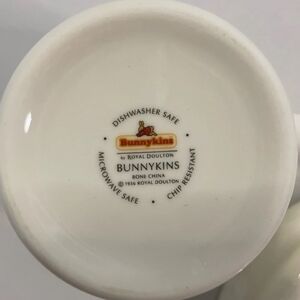 DISHWASHER SAFE
Bunnykins
by ROYAL DOULTON
BUNNYKINS
BONE CHINA
© 1936 ROYAL DOULTON
MICROWAVE SAFE • CHIP RESISTANT